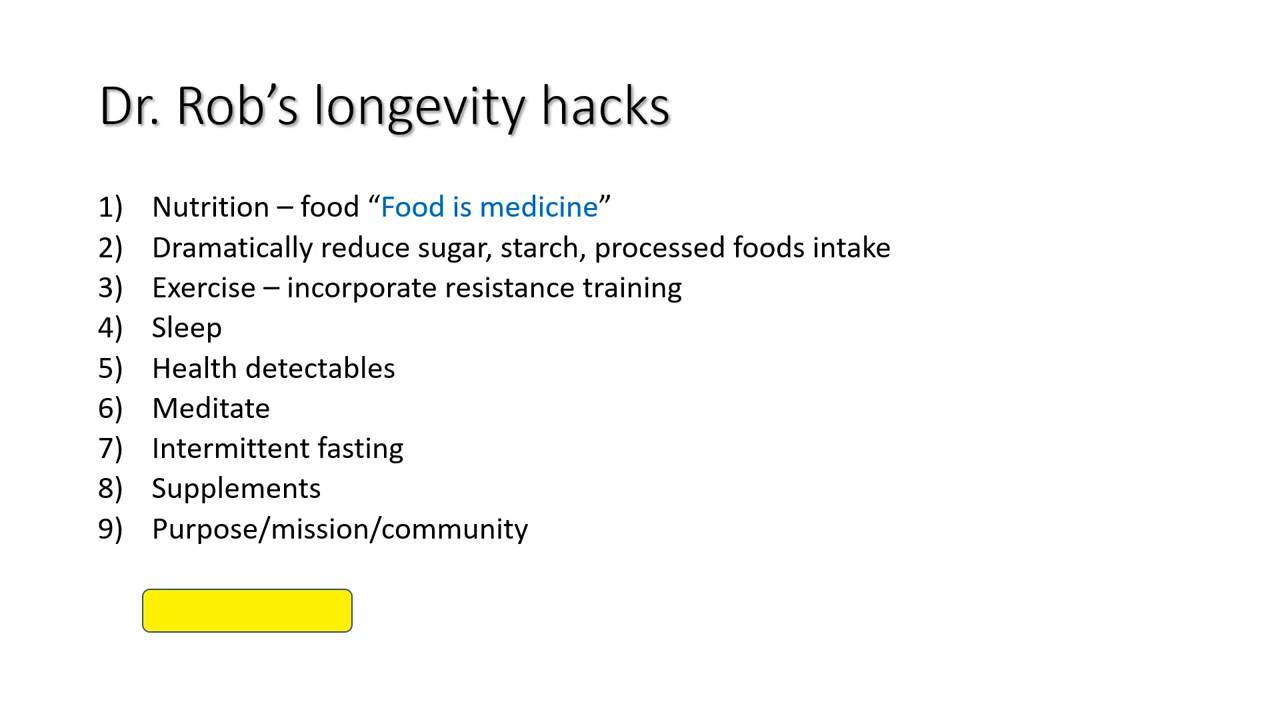 Dr. Rob’s longevity hacks
1) Nutrition – food “Food is medicine”
2) Dramatically reduce sugar, starch, processed foods intake
3) Exercise – incorporate resistance training
4) Sleep
5) Health detectables
6) Meditate
7) Intermittent fasting
8) Supplements
9) Purpose/mission/community